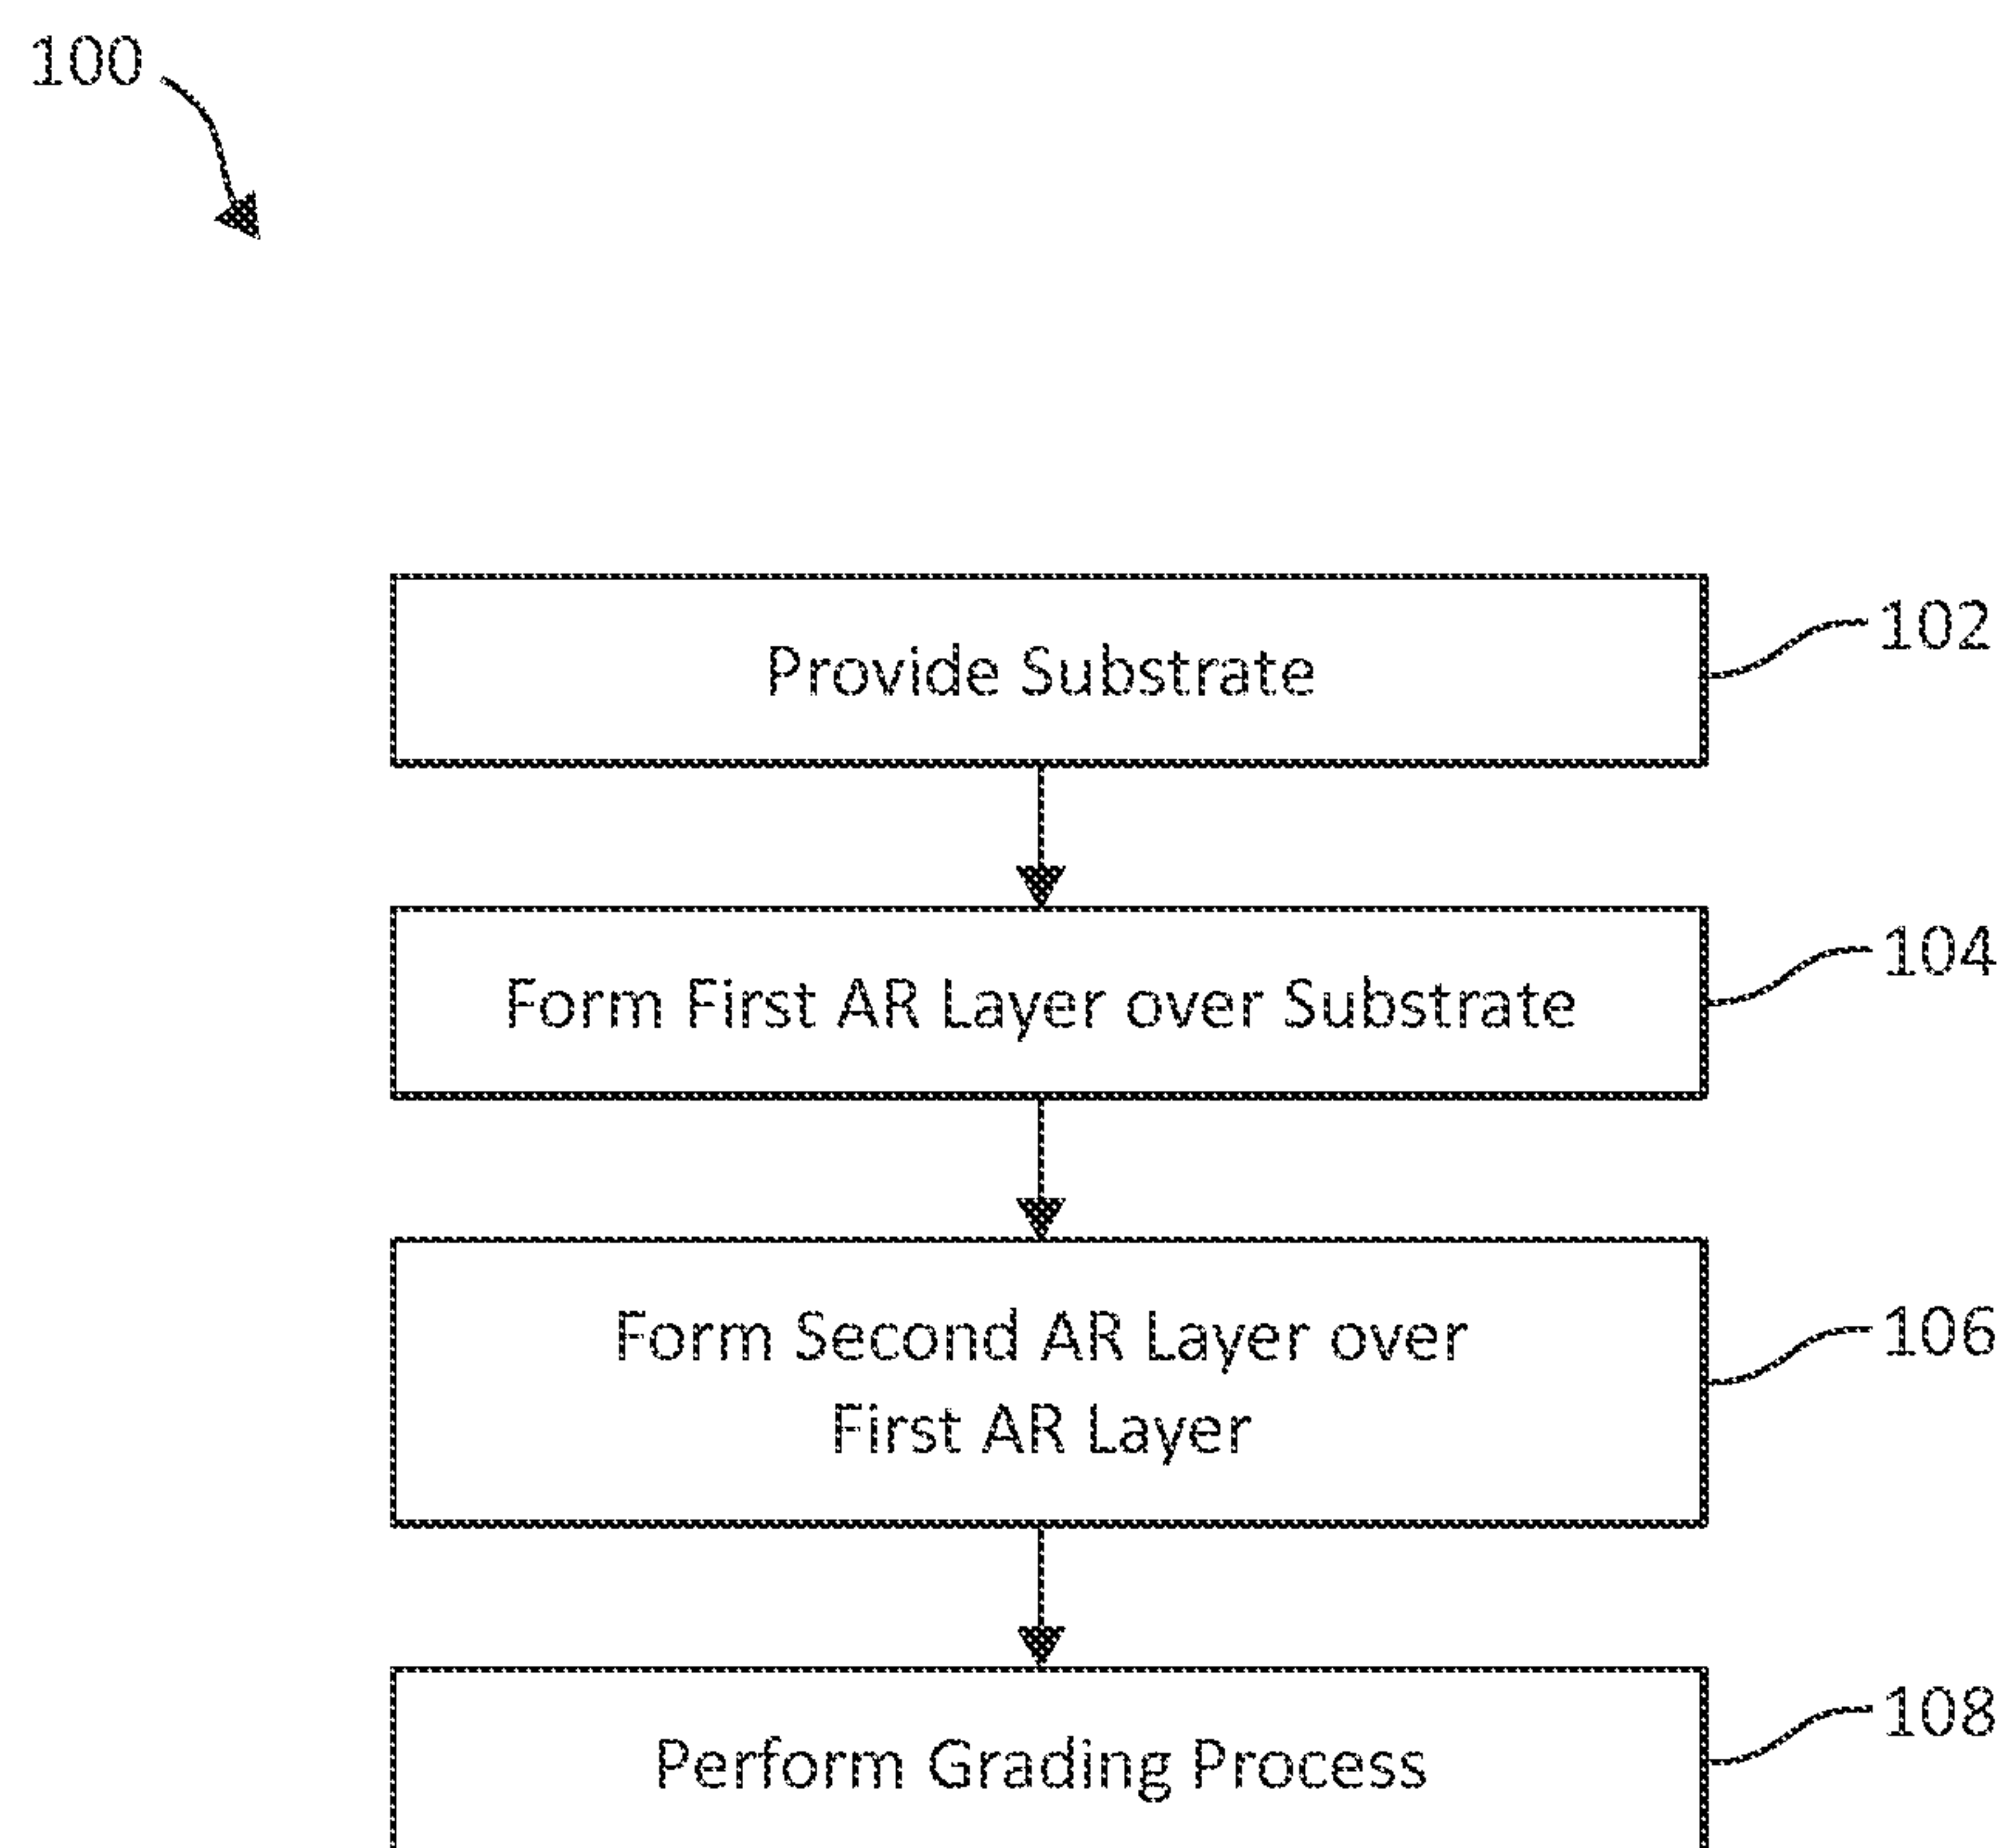 100
Provide Substrate
102
Form First AR Layer over Substrate
104
Form Second AR Layer over
First AR Layer
106
Perform Grading Process
108